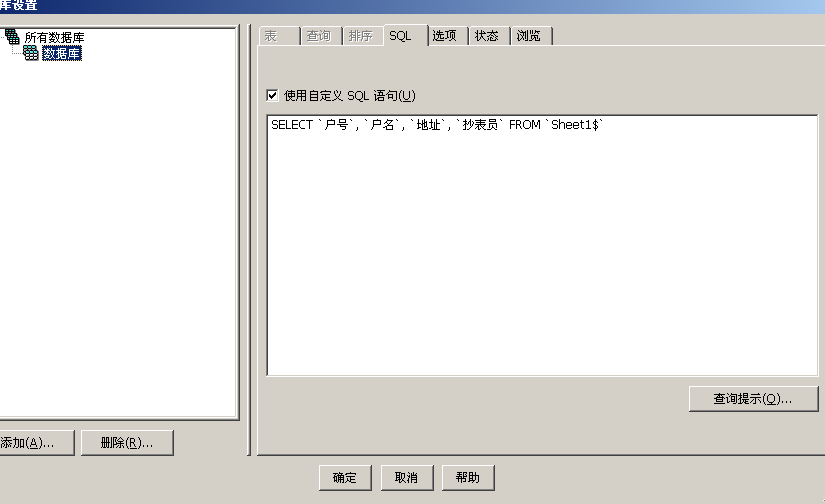 库设置
所有数据库
数据库
表 查询 排序 SQL 选项 状态 浏览
使用自定义 SQL 语句(U)
SELECT `户号`, `户名`, `地址`, `抄表员` FROM `Sheet1$`
查询提示(Q)...
添加(A)... 删除(R)...
确定 取消 帮助